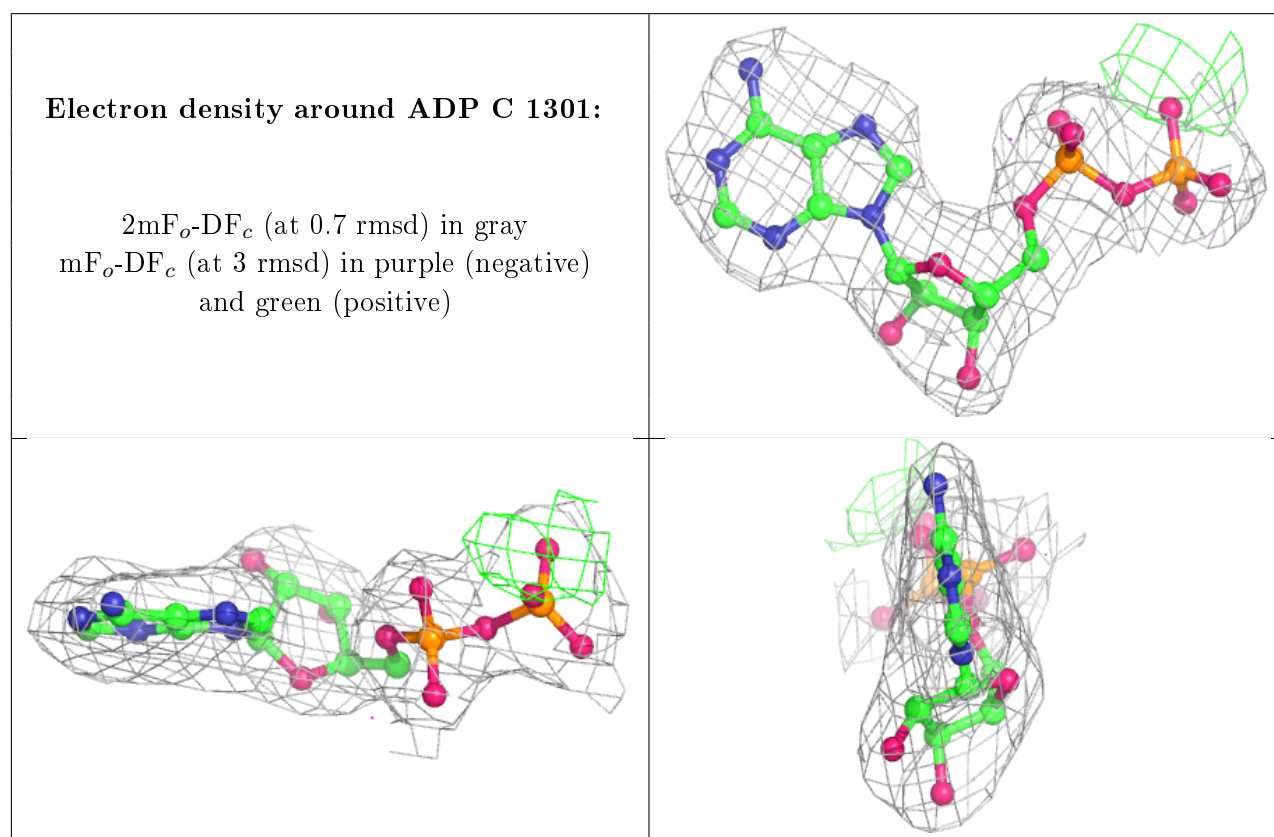 Electron density around ADP C 1301:
2mFo-DFc (at 0.7 rmsd) in gray
mFo-DFc (at 3 rmsd) in purple (negative)
and green (positive)